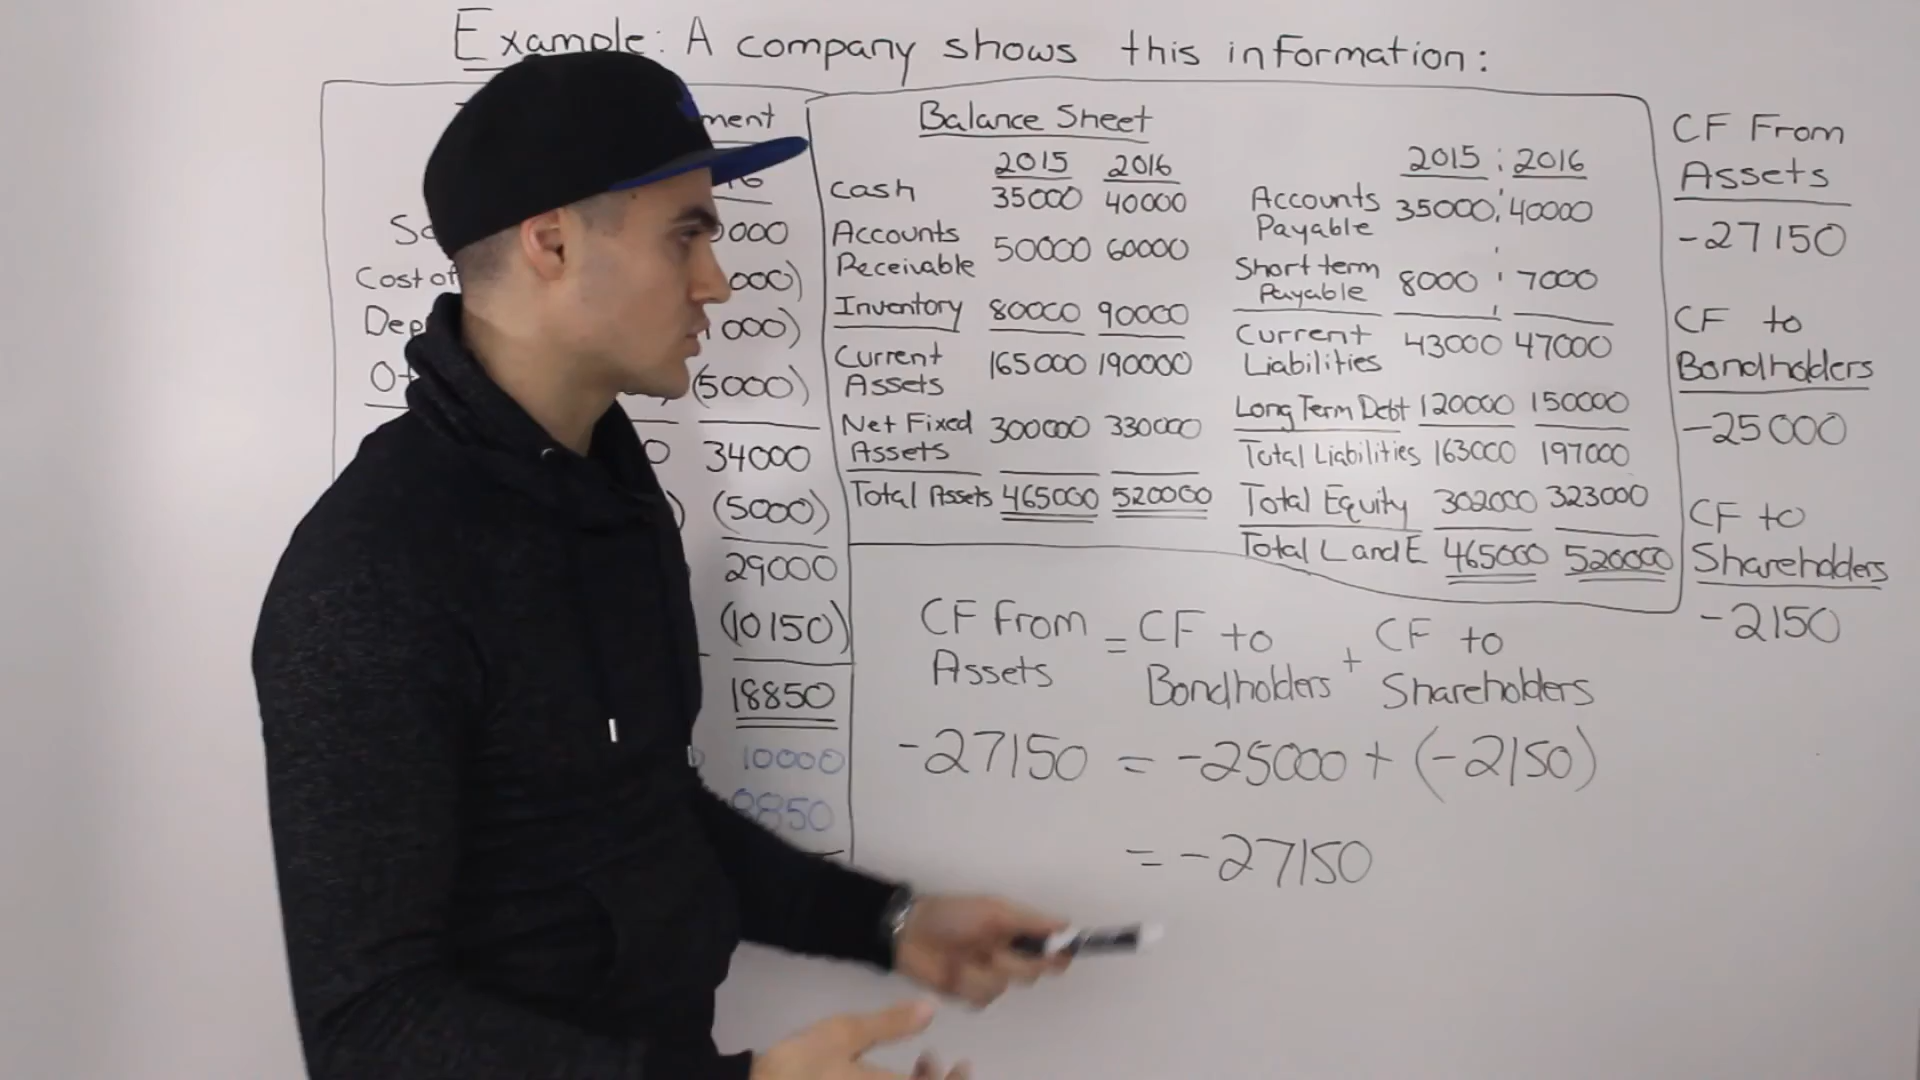 Example: A company shows this information:
Balance Sheet
2015 2016
Cash 35000 40000
Accounts
Receivable 50000 60000
Inventory 80000 90000
Current
Assets 165000 190000
Net Fixed
Assets 300000 330000
Total Assets 465000 520000
2015 2016
Accounts
Payable 35000 40000
Short term
Payable 8000 7000
Current
Liabilities 43000 47000
Long Term Debt 120000 150000
Total Liabilities 163000 197000
Total Equity 302000 323000
Total L and E 465000 520000
Cost of
(5000)
34000
(5000)
29000
(10150)
18850
10000
8850
CF From
Assets
-27150
CF to
Bondholders
-25000
CF to
Shareholders
-2150
CF From Assets = CF to Bondholders + CF to Shareholders
-27150 = -25000 + (-2150)
= -27150